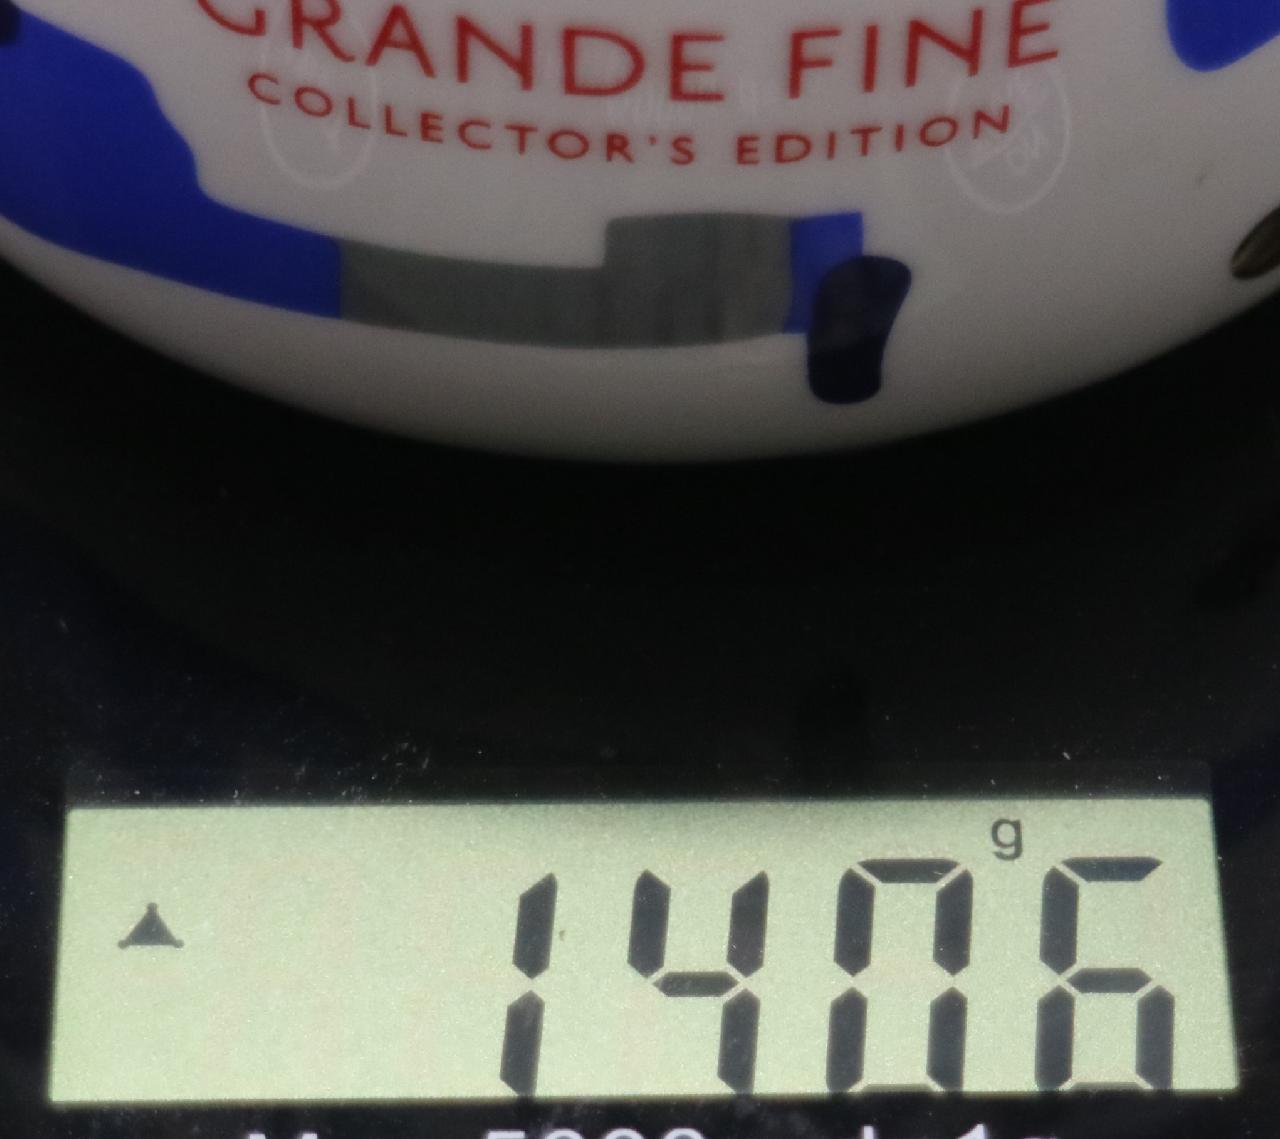 GRANDE FINE
COLLECTOR'S EDITION
g
1406